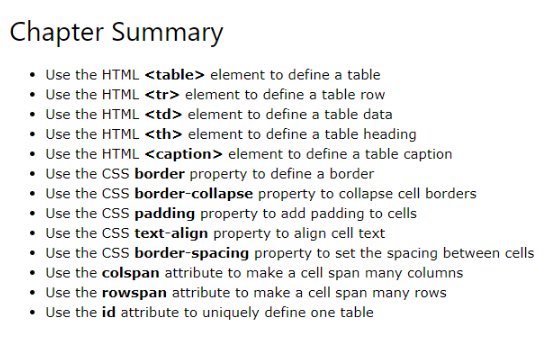 Chapter Summary
Use the HTML <table> element to define a table
Use the HTML <tr> element to define a table row
Use the HTML <td> element to define a table data
Use the HTML <th> element to define a table heading
Use the HTML <caption> element to define a table caption
Use the CSS border property to define a border
Use the CSS border-collapse property to collapse cell borders
Use the CSS padding property to add padding to cells
Use the CSS text-align property to align cell text
Use the CSS border-spacing property to set the spacing between cells
Use the colspan attribute to make a cell span many columns
Use the rowspan attribute to make a cell span many rows
Use the id attribute to uniquely define one table